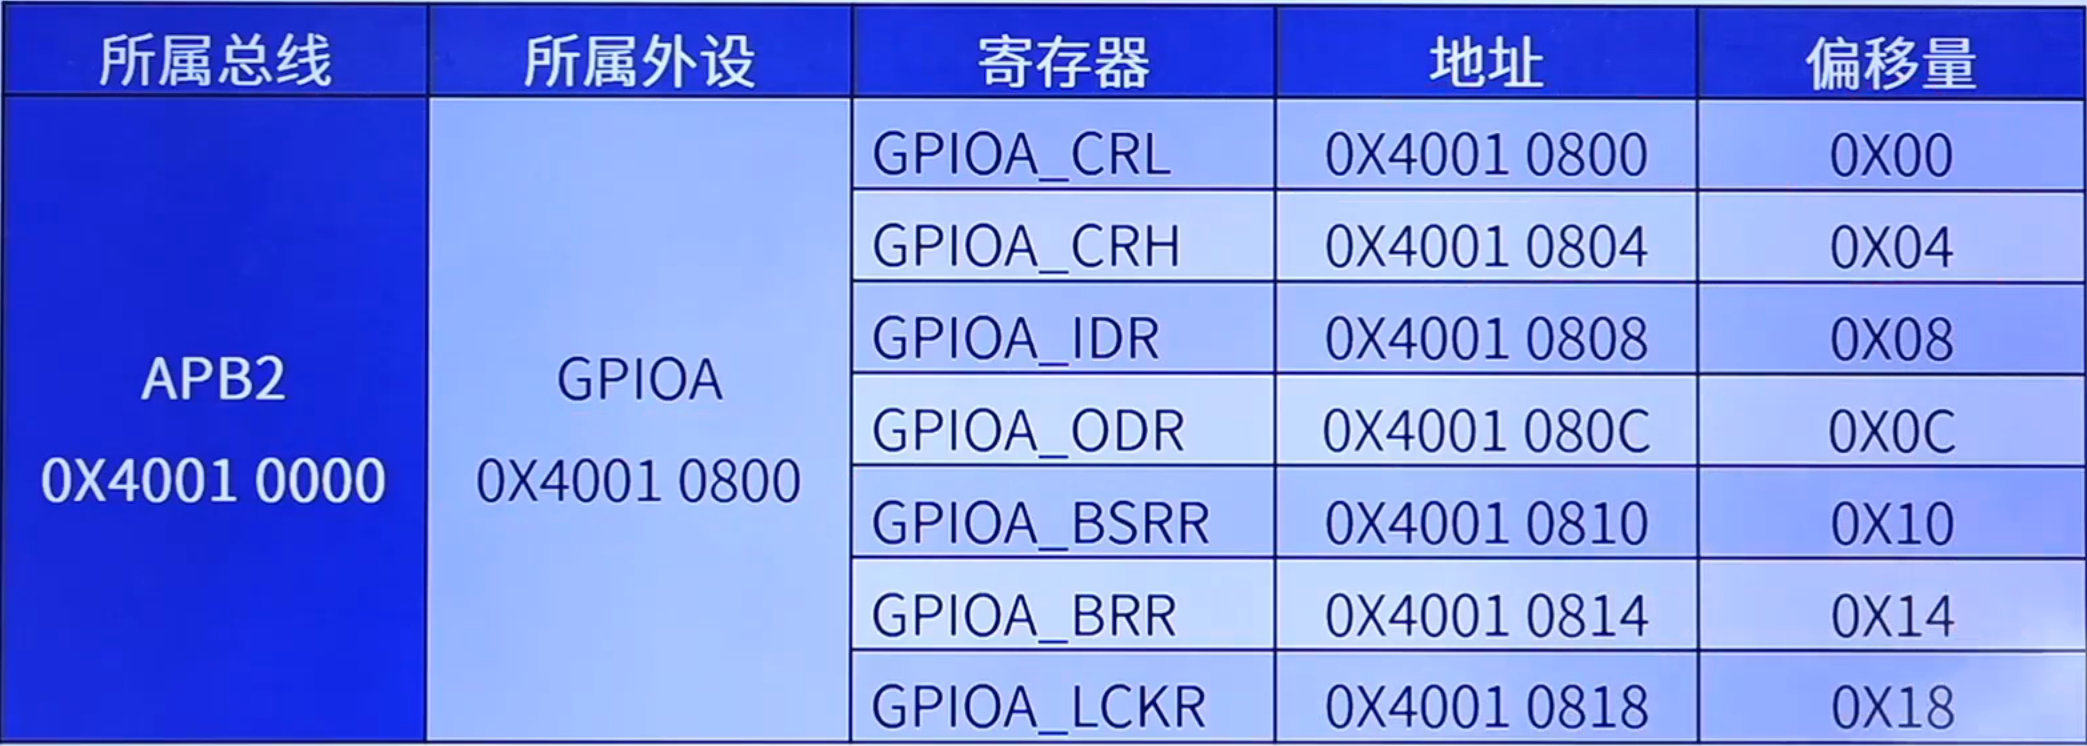 所属总线 所属外设 寄存器 地址 偏移量
APB2
0X4001 0000
GPIOA
0X4001 0800
GPIOA_CRL 0X4001 0800 0X00
GPIOA_CRH 0X4001 0804 0X04
GPIOA_IDR 0X4001 0808 0X08
GPIOA_ODR 0X4001 080C 0X0C
GPIOA_BSRR 0X4001 0810 0X10
GPIOA_BRR 0X4001 0814 0X14
GPIOA_LCKR 0X4001 0818 0X18